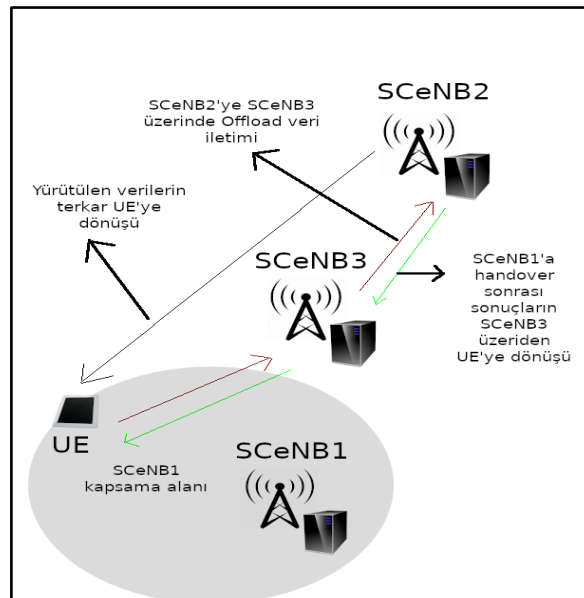 SCeNB2
SCeNB2'ye SCeNB3
üzerinde Offload veri
iletimi
Yürütülen verilerin
terkar UE'ye
dönüşü
SCeNB3
SCeNB1'a
handover
sonrası
sonuçların
SCeNB3
üzeriden
UE'ye dönüşü
UE
SCeNB1
SCeNB1
kapsama alanı